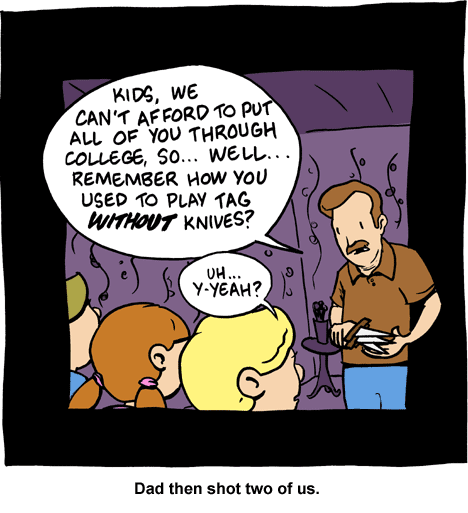 KIDS, WE
CAN'T AFFORD TO PUT
ALL OF YOU THROUGH
COLLEGE, SO... WELL...
REMEMBER HOW YOU
USED TO PLAY TAG
WITHOUT KNIVES?
UH...
Y-YEAH?
Dad then shot two of us.